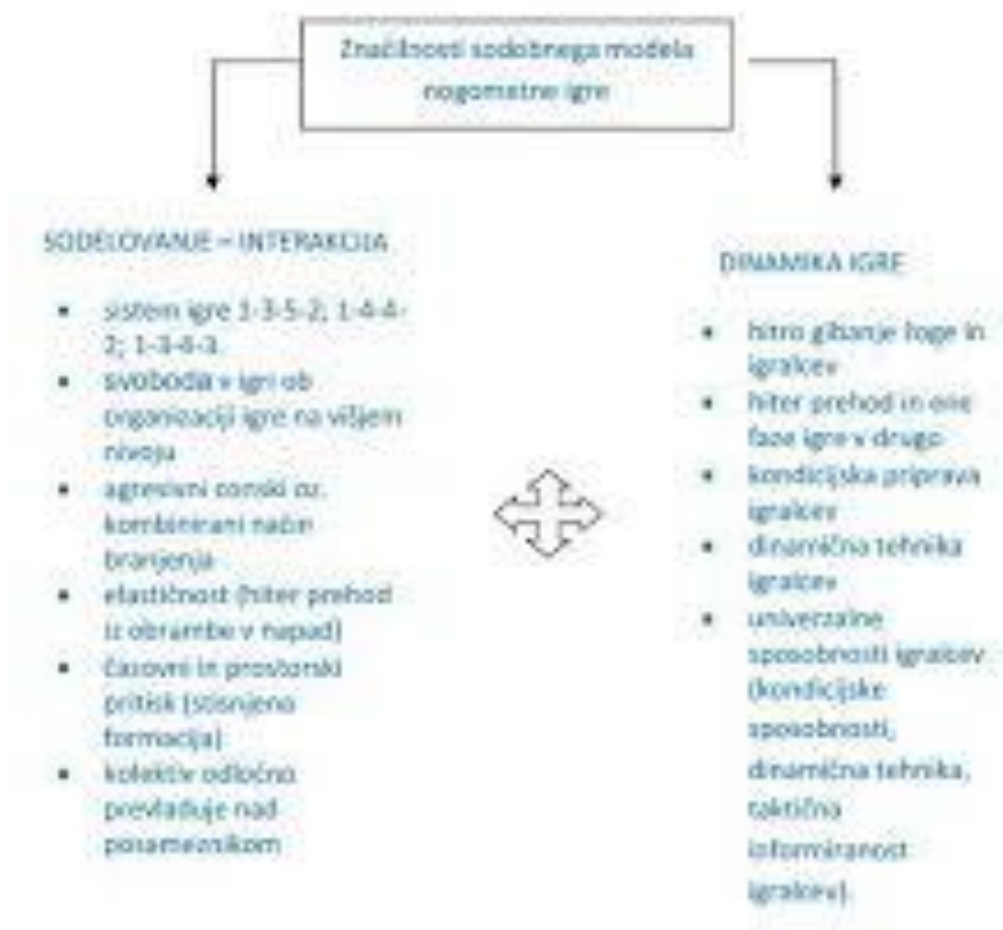 Značilnosti sodobnega modela
nogometne igre
SODELOVANJE – INTERAKCIJA
• sistem igre 1-3-5-2; 1-4-4-
2; 1-3-4-3.
• svoboda v igri ob
organizaciji igre na višjem
nivoju
• agresivni conski oz.
kombinirani način
branjenja
• elastičnost (hiter prehod
iz obrambe v napad)
• časovni in prostorski
pritisk (stisnjena
formacija)
• kolektiv odločno
prevladuje nad
posameznikom
DINAMIKA IGRE
• hitro gibanje žoge in
igralcev
• hiter prehod in ene
faze igre v drugo
• kondicijska priprava
igralcev
• dinamična tehnika
igralcev
• univerzalne
sposobnosti igralcev
(kondicijske
sposobnosti,
dinamična tehnika,
taktična
informiranost
igralcev).